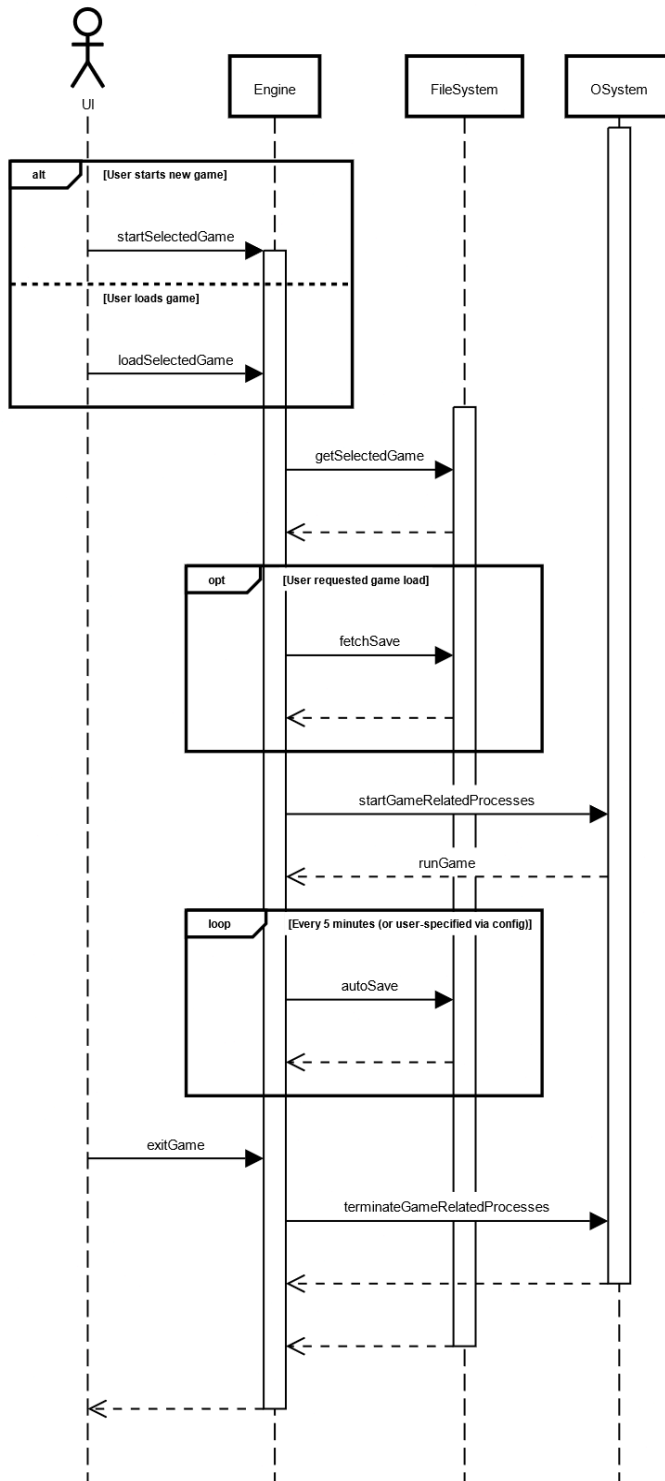 UI
Engine
FileSystem
OSystem
alt
[User starts new game]
startSelectedGame
[User loads game]
loadSelectedGame
getSelectedGame
opt
[User requested game load]
fetchSave
startGameRelatedProcesses
runGame
loop
[Every 5 minutes (or user-specified via config)]
autoSave
exitGame
terminateGameRelatedProcesses